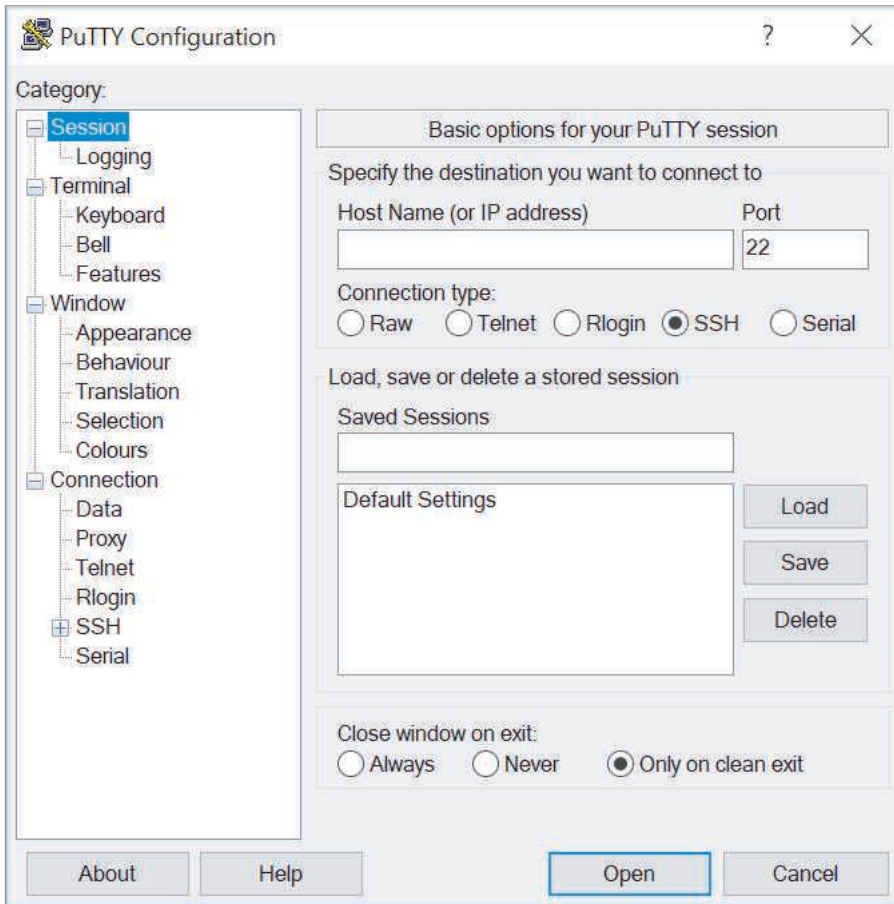 PuTTY Configuration ? ×
Category:
Session
Logging
Terminal
Keyboard
Bell
Features
Window
Appearance
Behaviour
Translation
Selection
Colours
Connection
Data
Proxy
Telnet
Rlogin
SSH
Serial
Basic options for your PuTTY session
Specify the destination you want to connect to
Host Name (or IP address) Port
22
Connection type:
Raw Telnet Rlogin SSH Serial
Load, save or delete a stored session
Saved Sessions
Default Settings
Load
Save
Delete
Close window on exit:
Always Never Only on clean exit
About Help Open Cancel